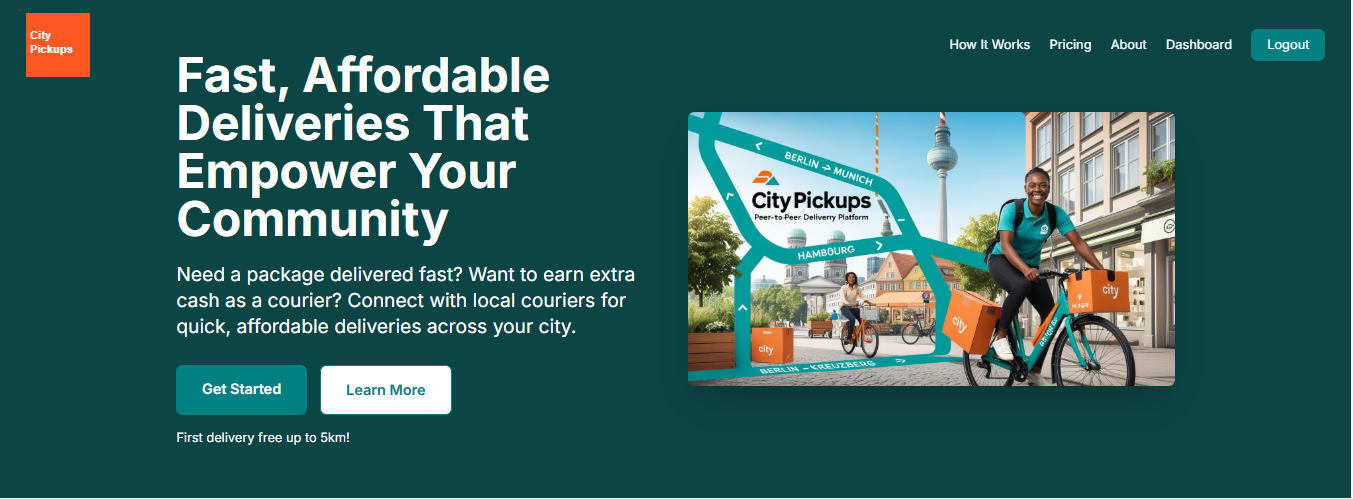 City
Pickups
How It Works
Pricing
About
Dashboard
Logout
Fast, Affordable
Deliveries That
Empower Your
Community
Need a package delivered fast? Want to earn extra
cash as a courier? Connect with local couriers for
quick, affordable deliveries across your city.
Get Started
Learn More
First delivery free up to 5km!
BERLIN → MUNICH
City Pickups
Peer-to-Peer Deliverry Platform
HAMBOURG
city
city
city
BERLIN – KREUZBERG